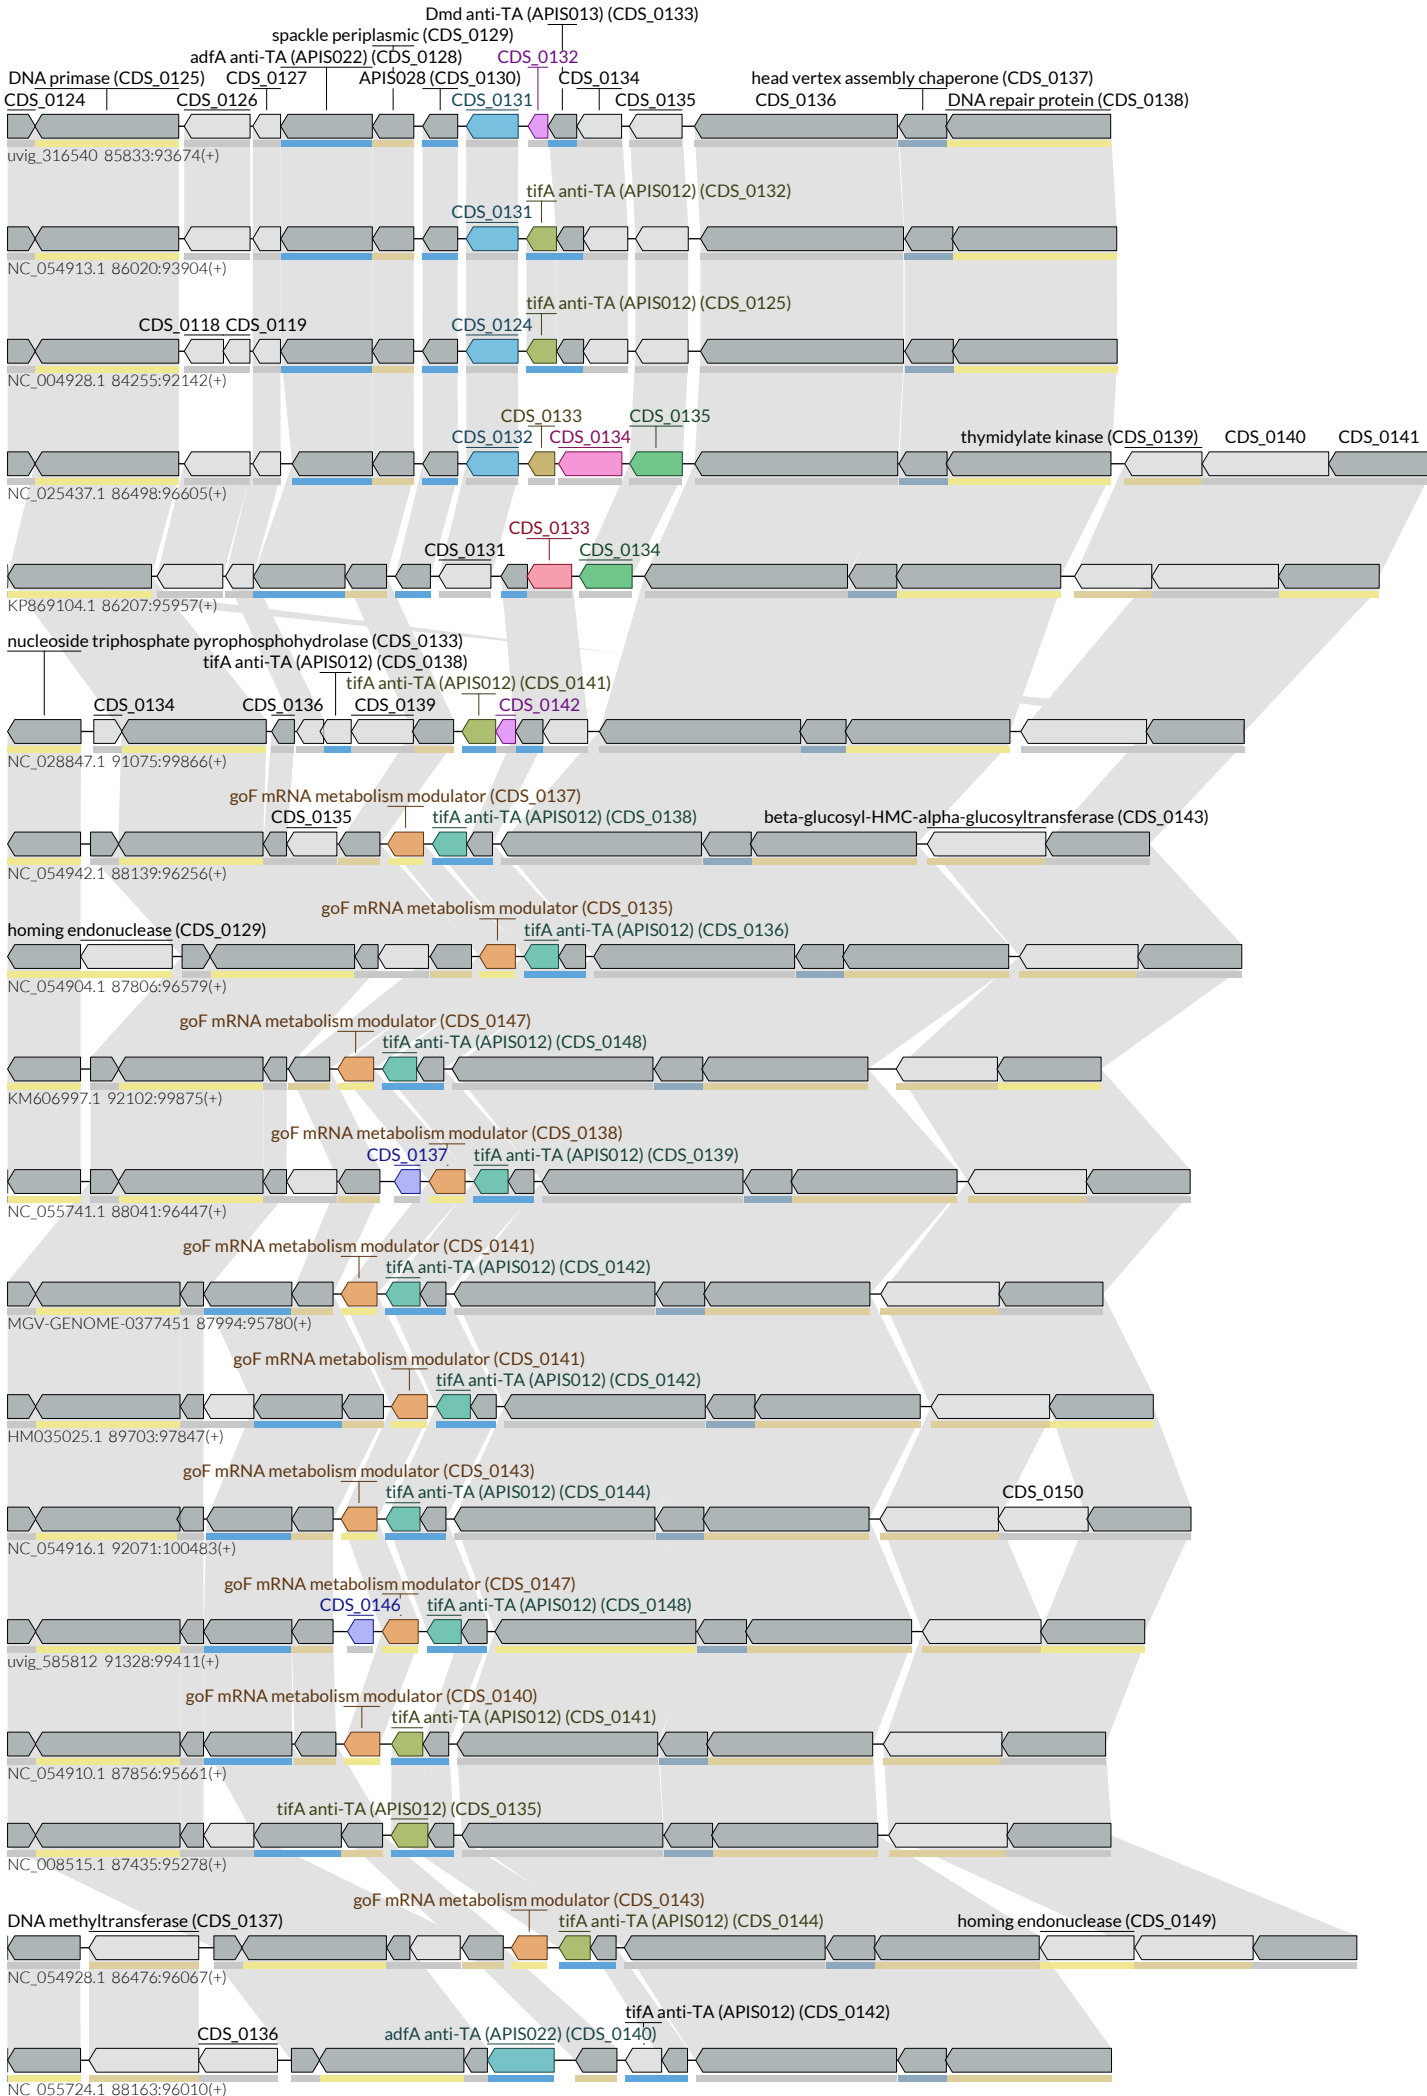 Dmd anti-TA (APIS013) (CDS_0133)
spackle periplasmic (CDS_0129)
adfA anti-TA (APIS022) (CDS_0128) CDS_0132
DNA primase (CDS_0125) CDS_0127 APIS028 (CDS_0130) CDS_0134 head vertex assembly chaperone (CDS_0137)
CDS_0124 CDS_0126 CDS_0131 CDS_0135 CDS_0136 DNA repair protein (CDS_0138)
uvig_316540 85833:93674(+)
tifA anti-TA (APIS012) (CDS_0132)
CDS_0131
NC_054913.1 86020:93904(+)
tifA anti-TA (APIS012) (CDS_0125)
CDS_0118 CDS_0119 CDS_0124
NC_004928.1 84255:92142(+)
CDS_0133 CDS_0135
CDS_0132 CDS_0134 thymidylate kinase (CDS_0139) CDS_0140 CDS_0141
NC_025437.1 86498:96605(+)
CDS_0133
CDS_0131 CDS_0134
KP869104.1 86207:95957(+)
nucleoside triphosphate pyrophosphohydrolase (CDS_0133)
tifA anti-TA (APIS012) (CDS_0138)
tifA anti-TA (APIS012) (CDS_0141)
CDS_0134 CDS_0136 CDS_0139 CDS_0142
NC_028847.1 91075:99866(+)
goF mRNA metabolism modulator (CDS_0137)
CDS_0135 tifA anti-TA (APIS012) (CDS_0138) beta-glucosyl-HMC-alpha-glucosyltransferase (CDS_0143)
NC_054942.1 88139:96256(+)
goF mRNA metabolism modulator (CDS_0135)
homing endonuclease (CDS_0129) tifA anti-TA (APIS012) (CDS_0136)
NC_054904.1 87806:96579(+)
goF mRNA metabolism modulator (CDS_0147)
tifA anti-TA (APIS012) (CDS_0148)
KM606997.1 92102:99875(+)
goF mRNA metabolism modulator (CDS_0138)
CDS_0137 tifA anti-TA (APIS012) (CDS_0139)
NC_055741.1 88041:96447(+)
goF mRNA metabolism modulator (CDS_0141)
tifA anti-TA (APIS012) (CDS_0142)
MGV-GENOME-0377451 87994:95780(+)
goF mRNA metabolism modulator (CDS_0141)
tifA anti-TA (APIS012) (CDS_0142)
HM035025.1 89703:97847(+)
goF mRNA metabolism modulator (CDS_0143)
tifA anti-TA (APIS012) (CDS_0144) CDS_0150
NC_054916.1 92071:100483(+)
goF mRNA metabolism modulator (CDS_0147)
CDS_0146 tifA anti-TA (APIS012) (CDS_0148)
uvig_585812 91328:99411(+)
goF mRNA metabolism modulator (CDS_0140)
tifA anti-TA (APIS012) (CDS_0141)
NC_054910.1 87856:95661(+)
tifA anti-TA (APIS012) (CDS_0135)
NC_008515.1 87435:95278(+)
goF mRNA metabolism modulator (CDS_0143)
DNA methyltransferase (CDS_0137) tifA anti-TA (APIS012) (CDS_0144) homing endonuclease (CDS_0149)
NC_054928.1 86476:96067(+)
tifA anti-TA (APIS012) (CDS_0142)
CDS_0136 adfA anti-TA (APIS022) (CDS_0140)
NC_055724.1 88163:96010(+)